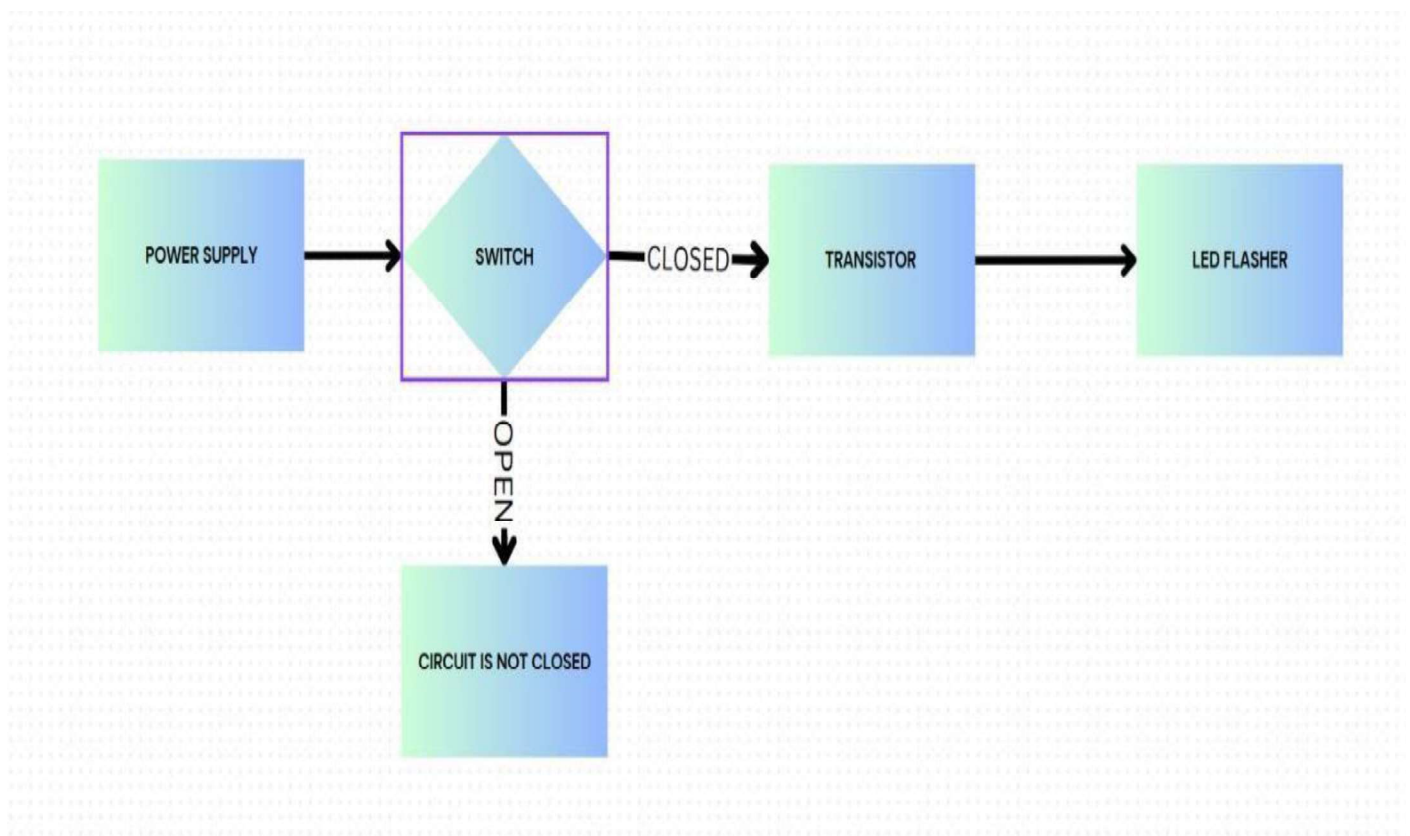 POWER SUPPLY
SWITCH
CLOSED
TRANSISTOR
LED FLASHER
OPEN
CIRCUIT IS NOT CLOSED